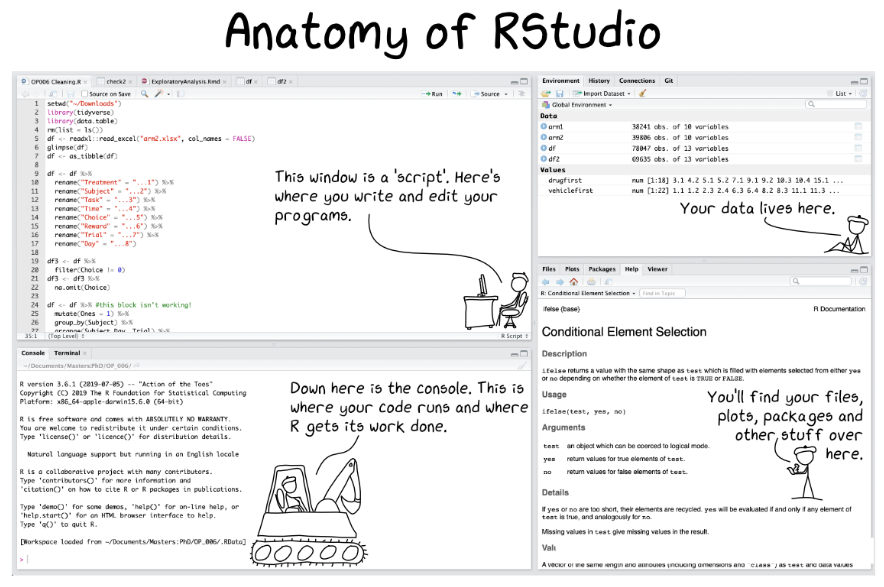 Anatomy of RStudio
OP006 Cleaning.R
check2
ExploratoryAnalysis.Rmd
df
df2
Source on Save
Run
Source
1 setwd("~/Downloads")
2 library(tidyverse)
3 library(data.table)
4 rm(list = ls())
5 df <- readxl::read_excel("arm2.xlsx", col_names = FALSE)
6 glimpse(df)
7 df <- as_tibble(df)
8
9 df <- df %>%
10 rename("Treatment" = "...1") %>%
11 rename("Subject" = "...2") %>%
12 rename("Task" = "...3") %>%
13 rename("Time" = "...4") %>%
14 rename("Choice" = "...5") %>%
15 rename("Reward" = "...6") %>%
16 rename("Trial" = "...7") %>%
17 rename("Day" = "...8")
18
19 df3 <- df %>%
20 filter(Choice != 0)
21 df3 <- df3 %>%
22 na.omit(Choice)
23
24 df <- df %>% #this block isn't working!
25 mutate(Ones = 1) %>%
26 group_by(Subject) %>%
27 arrange(Subject, Day, Trial) %>%
35:1 (Top Level)
R Script
This window is a 'script'. Here's
where you write and edit your
programs.
Console Terminal
~/Documents/Masters:PhD/OP_006/
R version 3.6.1 (2019-07-05) -- "Action of the Toes"
Copyright (C) 2019 The R Foundation for Statistical Computing
Platform: x86_64-apple-darwin15.6.0 (64-bit)
R is free software and comes with ABSOLUTELY NO WARRANTY.
You are welcome to redistribute it under certain conditions.
Type 'license()' or 'licence()' for distribution details.
Natural language support but running in an English locale
R is a collaborative project with many contributors.
Type 'contributors()' for more information and
'citation()' on how to cite R or R packages in publications.
Type 'demo()' for some demos, 'help()' for on-line help, or
'help.start()' for an HTML browser interface to help.
Type 'q()' to quit R.
[Workspace loaded from ~/Documents/Masters:PhD/OP_006/.RData]
>
Down here is the console. This is
where your code runs and where
R gets its work done.
Environment History Connections Git
Import Dataset
List
Global Environment
Data
arm1 38241 obs. of 10 variables
arm2 39806 obs. of 10 variables
df 78047 obs. of 13 variables
df2 69635 obs. of 13 variables
Values
drugfirst num [1:18] 3.1 4.2 5.1 5.2 7.1 9.1 9.2 10.3 10.4 15.1 ...
vehiclefirst num [1:22] 1.1 1.2 2.3 2.4 6.3 6.4 8.2 8.3 11.1 11.3 ...
Your data lives here.
Files Plots Packages Help Viewer
R: Conditional Element Selection
Find in Topic
ifelse {base}
R Documentation
Conditional Element Selection
Description
ifelse returns a value with the same shape as test which is filled with elements selected from either yes
or no depending on whether the element of test is TRUE or FALSE.
Usage
ifelse(test, yes, no)
Arguments
test an object which can be coerced to logical mode.
yes return values for true elements of test.
no return values for false elements of test.
You'll find your files,
plots, packages and
other stuff over
here.
Details
If yes or no are too short, their elements are recycled. yes will be evaluated if and only if any element of
test is true, and analogously for no.
Missing values in test give missing values in the result.
Valu
A vector of the same length and attributes (including dimensions and "class") as test and data values